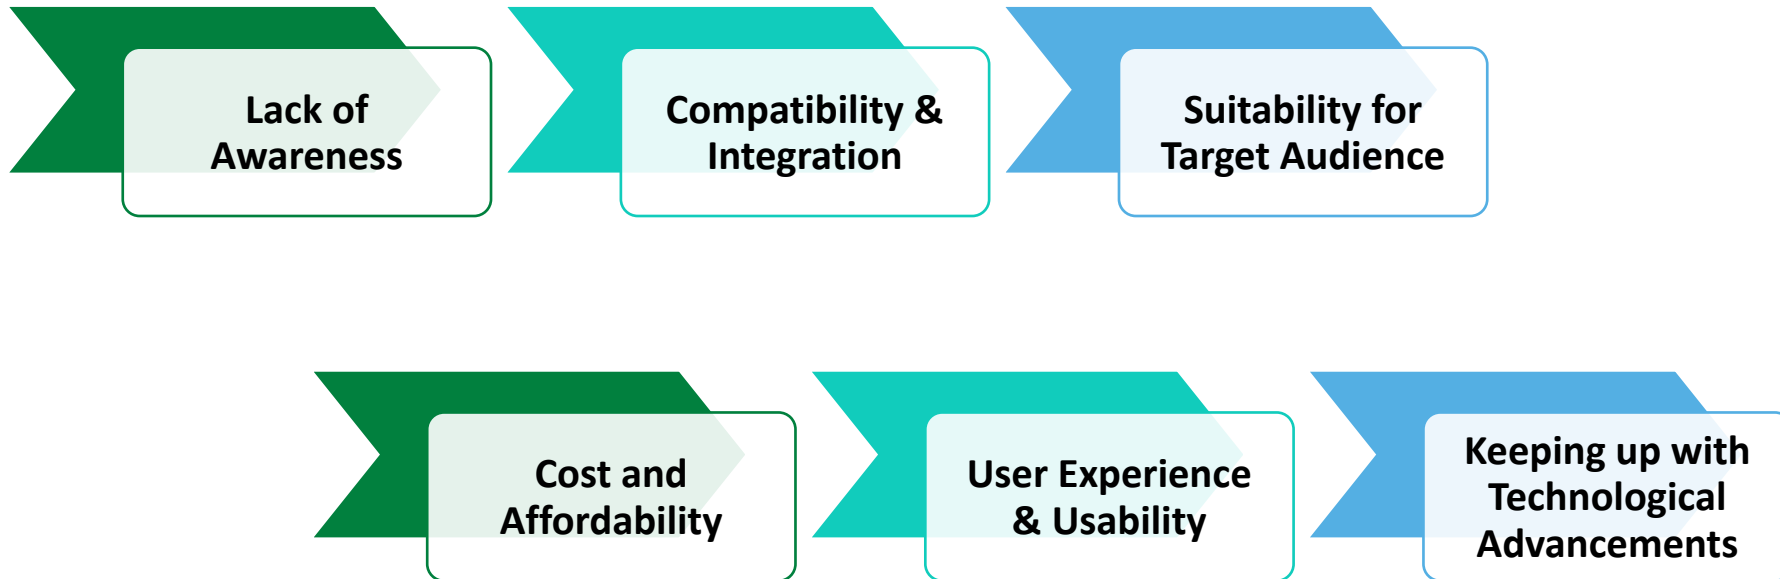 Lack of
Awareness
Compatibility &
Integration
Suitability for
Target Audience
Cost and
Affordability
User Experience
& Usability
Keeping up with
Technological
Advancements